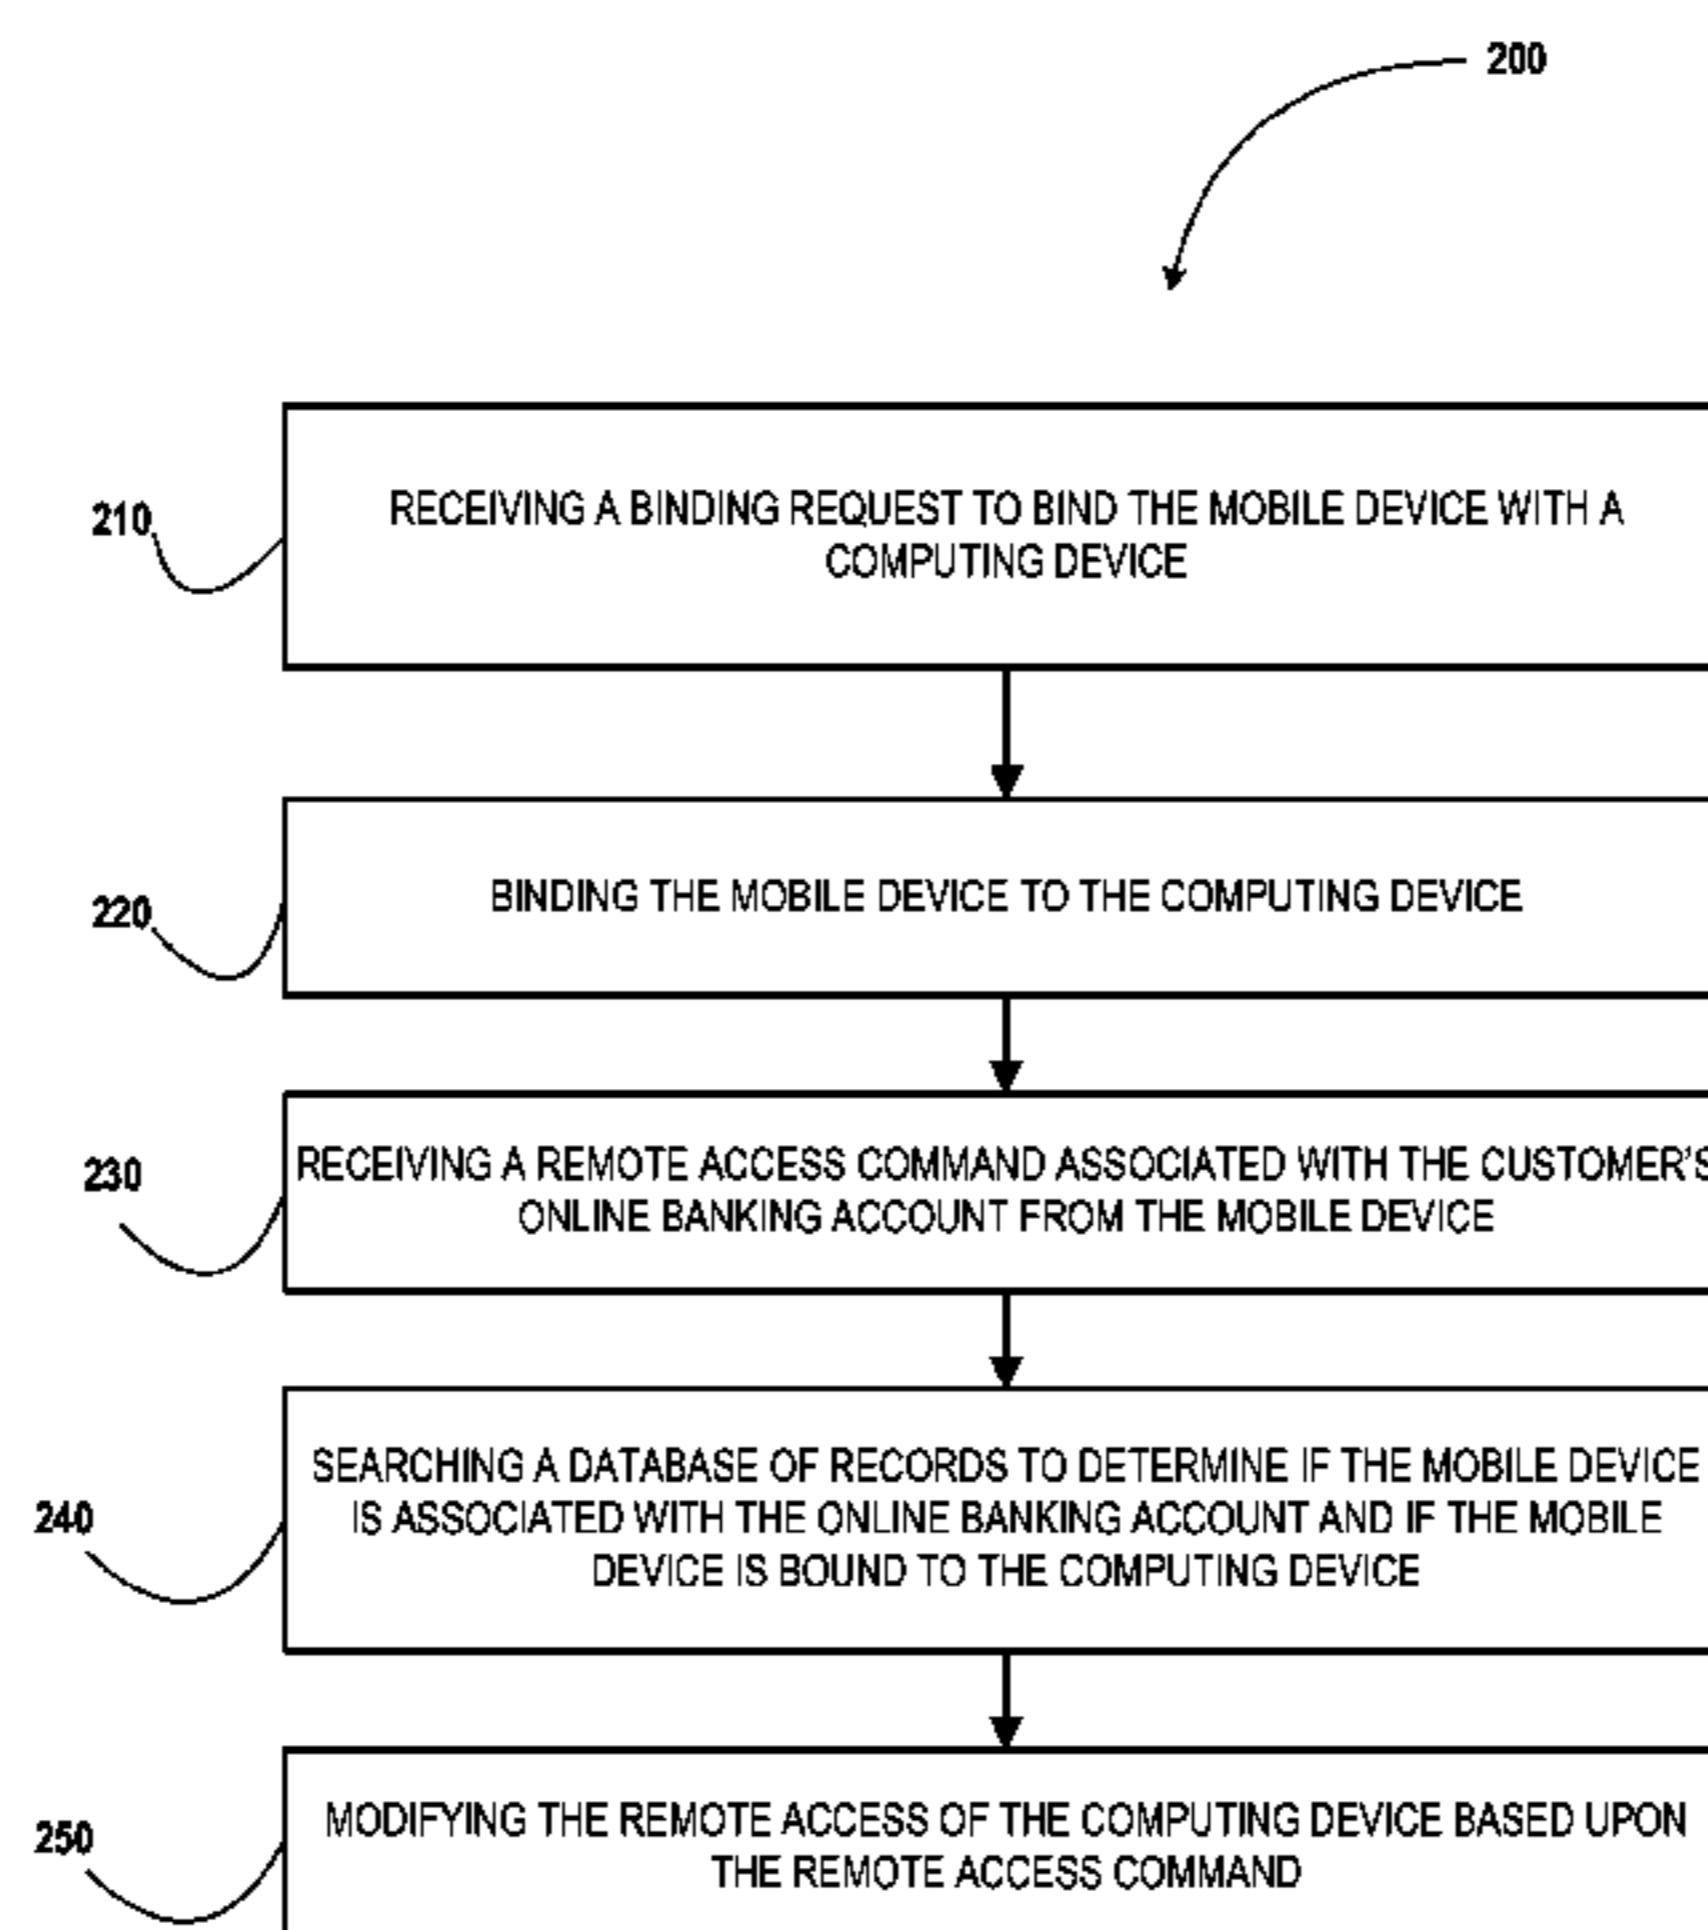 200
210
RECEIVING A BINDING REQUEST TO BIND THE MOBILE DEVICE WITH A
COMPUTING DEVICE
220
BINDING THE MOBILE DEVICE TO THE COMPUTING DEVICE
230
RECEIVING A REMOTE ACCESS COMMAND ASSOCIATED WITH THE CUSTOMER'S
ONLINE BANKING ACCOUNT FROM THE MOBILE DEVICE
240
SEARCHING A DATABASE OF RECORDS TO DETERMINE IF THE MOBILE DEVICE
IS ASSOCIATED WITH THE ONLINE BANKING ACCOUNT AND IF THE MOBILE
DEVICE IS BOUND TO THE COMPUTING DEVICE
250
MODIFYING THE REMOTE ACCESS OF THE COMPUTING DEVICE BASED UPON
THE REMOTE ACCESS COMMAND